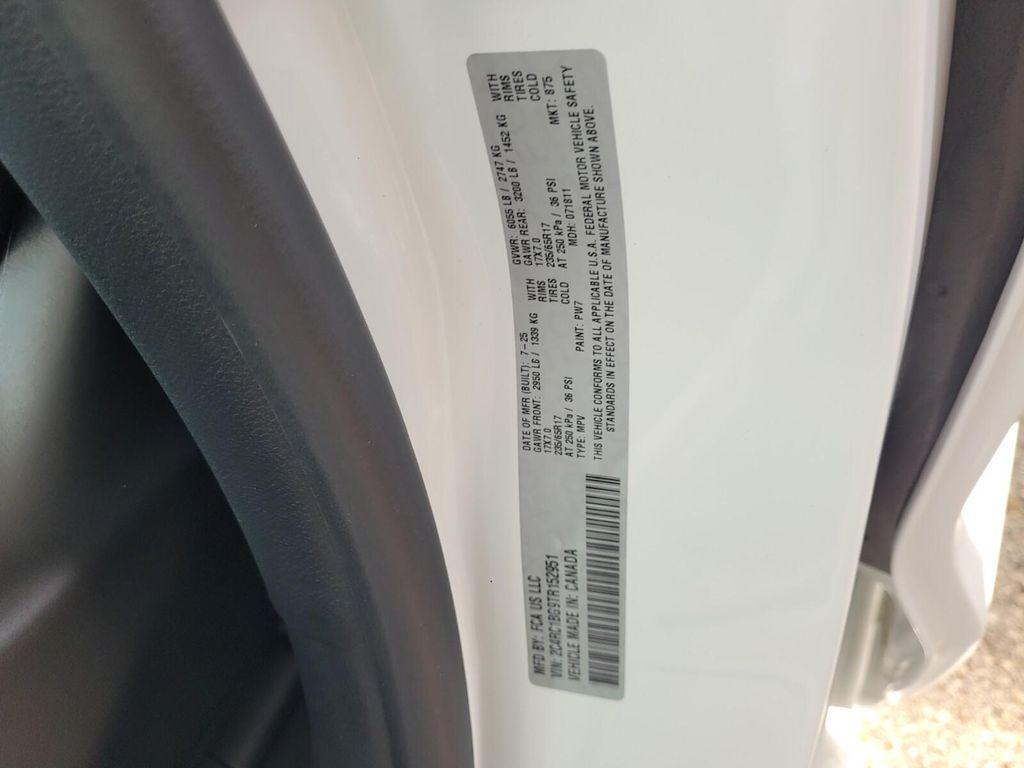 MFD BY: FCA US LLC
VIN: 2C4RC1BG9TR152951
VEHICLE MADE IN: CANADA
DATE OF MFR (BUILT): 7-25 GVWR: 6055 LB / 2747 KG
GAWR FRONT: 2950 LB / 1339 KG WITH GAWR REAR: 3200 LB / 1452 KG WITH
17X7.0 RIMS 17X7.0 RIMS
235/65R17 TIRES 235/65R17 TIRES
AT 250 kPa / 36 PSI COLD AT 250 kPa / 36 PSI COLD
TYPE: MPV PAINT: PW7 MDH: 071811 MKT: 875
THIS VEHICLE CONFORMS TO ALL APPLICABLE U.S.A. FEDERAL MOTOR VEHICLE SAFETY
STANDARDS IN EFFECT ON THE DATE OF MANUFACTURE SHOWN ABOVE.